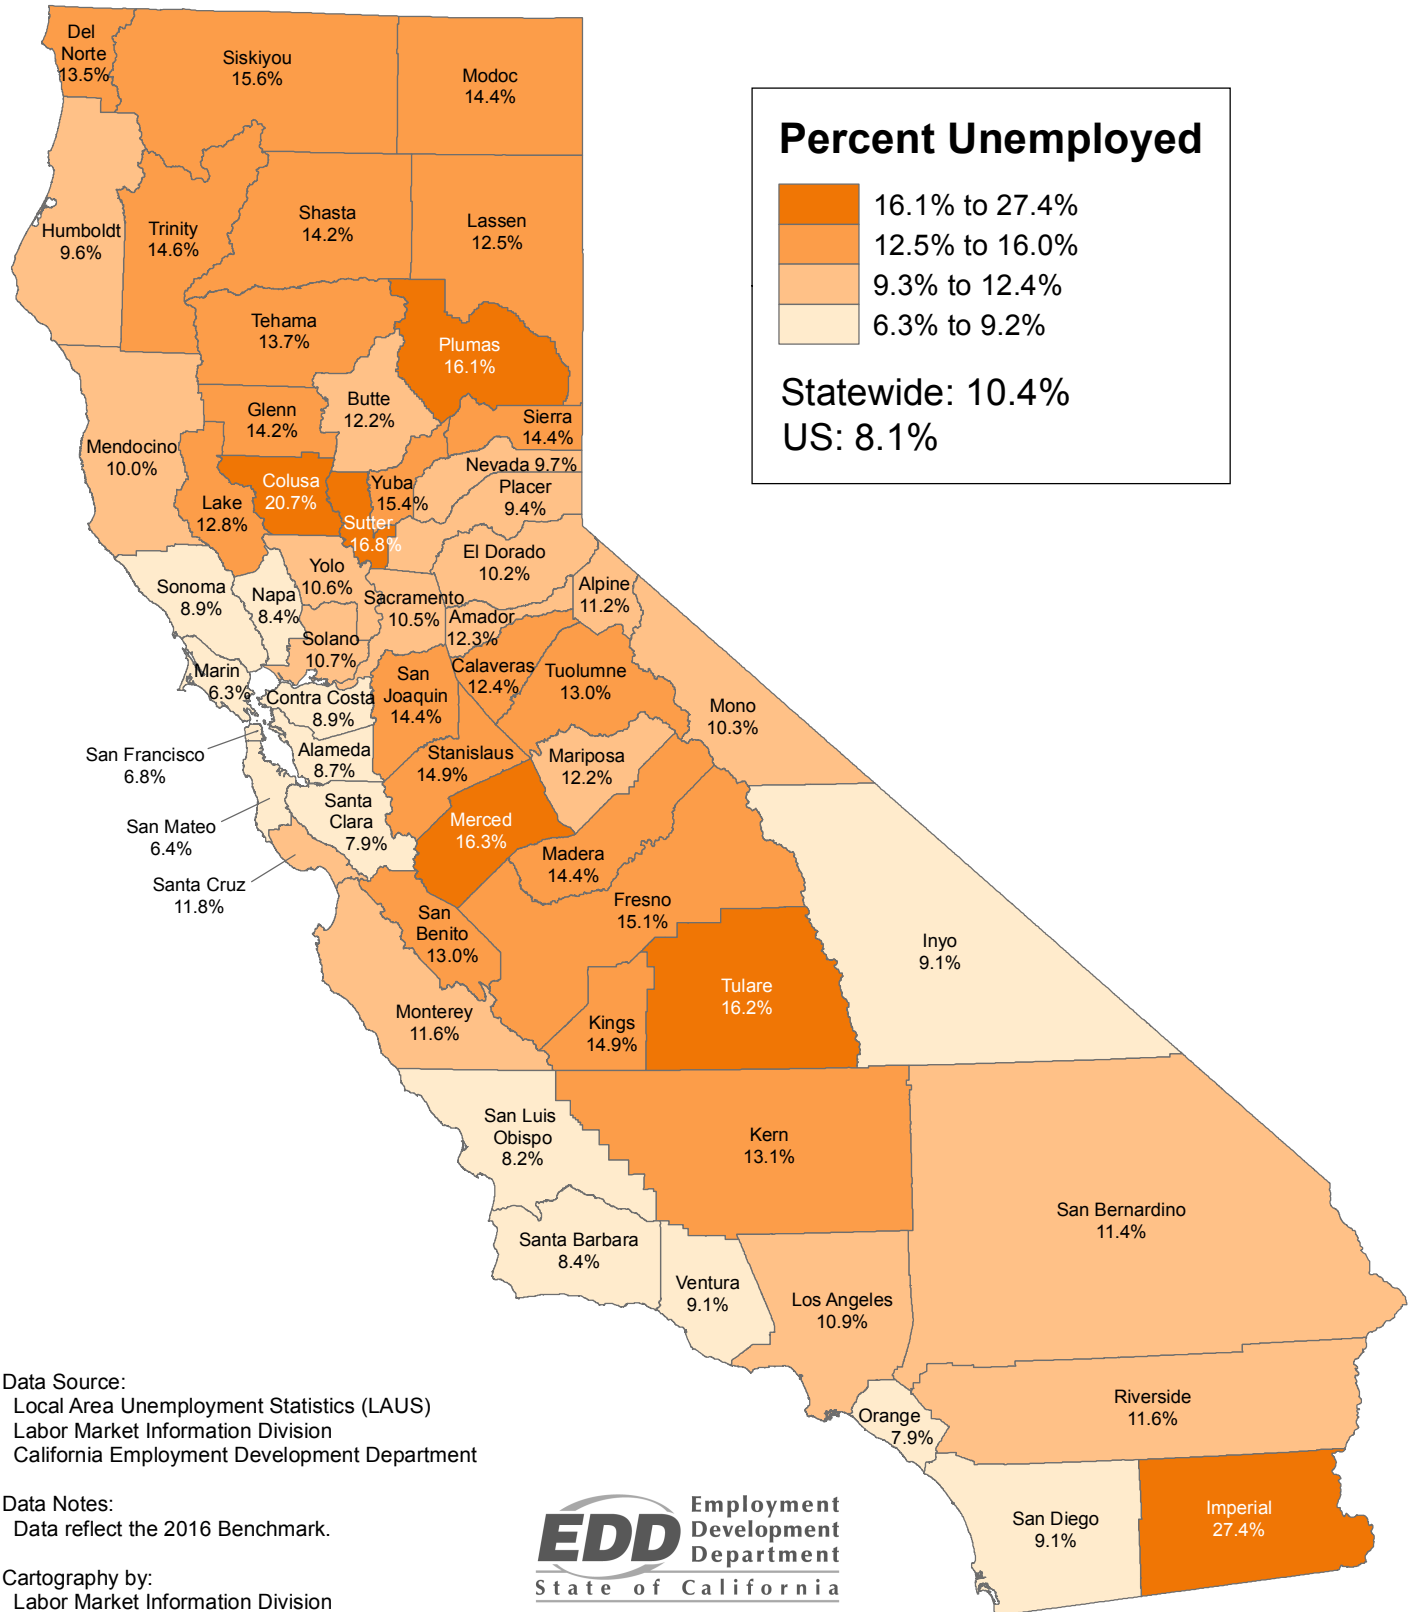 Del
Norte
13.5%
Siskiyou
15.6%
Modoc
14.4%
Percent Unemployed
16.1% to 27.4%
12.5% to 16.0%
9.3% to 12.4%
6.3% to 9.2%
Statewide: 10.4%
US: 8.1%
Humboldt
9.6%
Trinity
14.6%
Shasta
14.2%
Lassen
12.5%
Tehama
13.7%
Plumas
16.1%
Butte
12.2%
Glenn
14.2%
Sierra
14.4%
Mendocino
10.0%
Nevada 9.7%
Placer
9.4%
Colusa
20.7%
Yuba
15.4%
Lake
12.8%
Sutter
16.8%
El Dorado
10.2%
Yolo
10.6%
Sonoma
8.9%
Napa
8.4%
Sacramento
10.5%
Alpine
11.2%
Amador
12.3%
Solano
10.7%
Marin
6.3%
Calaveras
12.4%
Tuolumne
13.0%
San
Joaquin
14.4%
Contra Costa
8.9%
Mono
10.3%
San Francisco
6.8%
Alameda
8.7%
Stanislaus
14.9%
Mariposa
12.2%
Santa
Clara
7.9%
San Mateo
6.4%
Merced
16.3%
Madera
14.4%
Santa Cruz
11.8%
Fresno
15.1%
San
Benito
13.0%
Inyo
9.1%
Tulare
16.2%
Monterey
11.6%
Kings
14.9%
San Luis
Obispo
8.2%
Kern
13.1%
San Bernardino
11.4%
Santa Barbara
8.4%
Ventura
9.1%
Los Angeles
10.9%
Riverside
11.6%
Orange
7.9%
San Diego
9.1%
Imperial
27.4%
Data Source:
Local Area Unemployment Statistics (LAUS)
Labor Market Information Division
California Employment Development Department
Data Notes:
Data reflect the 2016 Benchmark.
Cartography by:
Labor Market Information Division
EDD
Employment
Development
Department
State of California